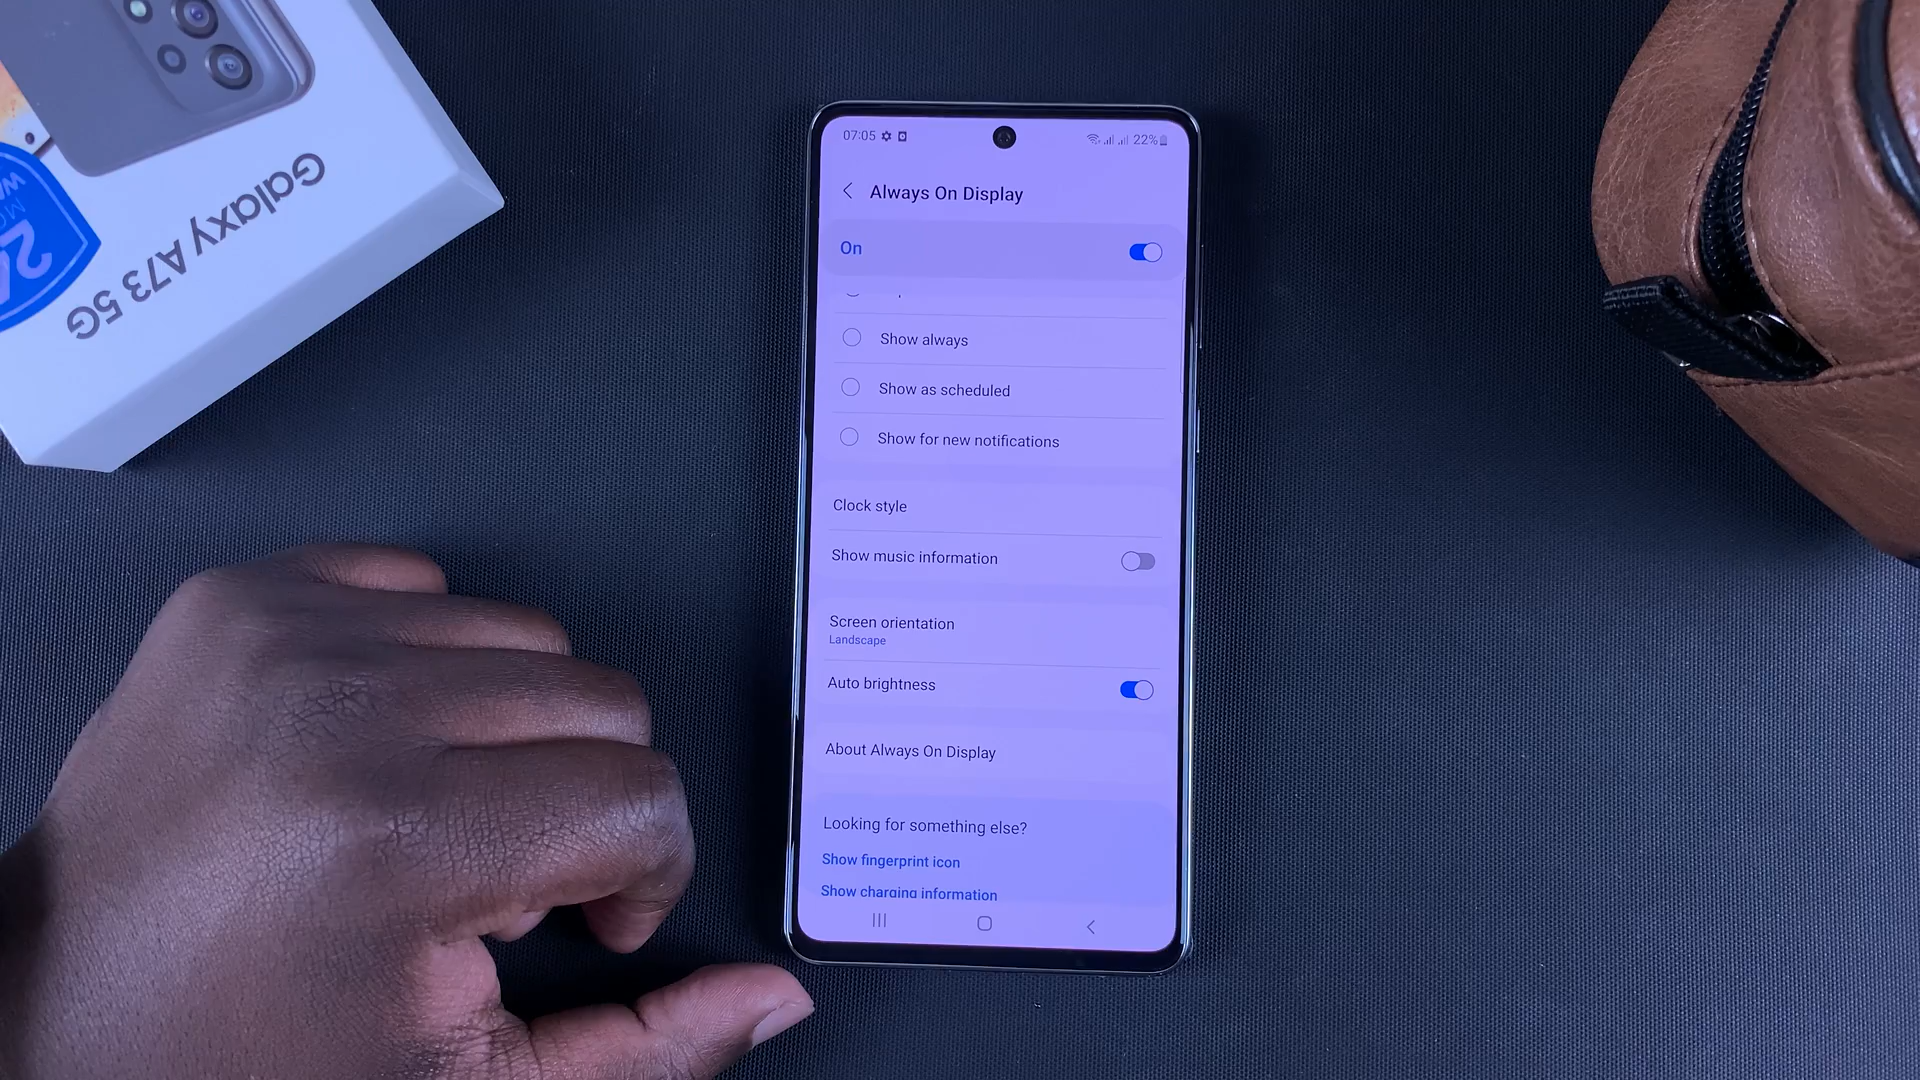 Galaxy A73 5G
24
07:05
22%
Always On Display
On
Show always
Show as scheduled
Show for new notifications
Clock style
Show music information
Screen orientation
Landscape
Auto brightness
About Always On Display
Looking for something else?
Show fingerprint icon
Show charging information